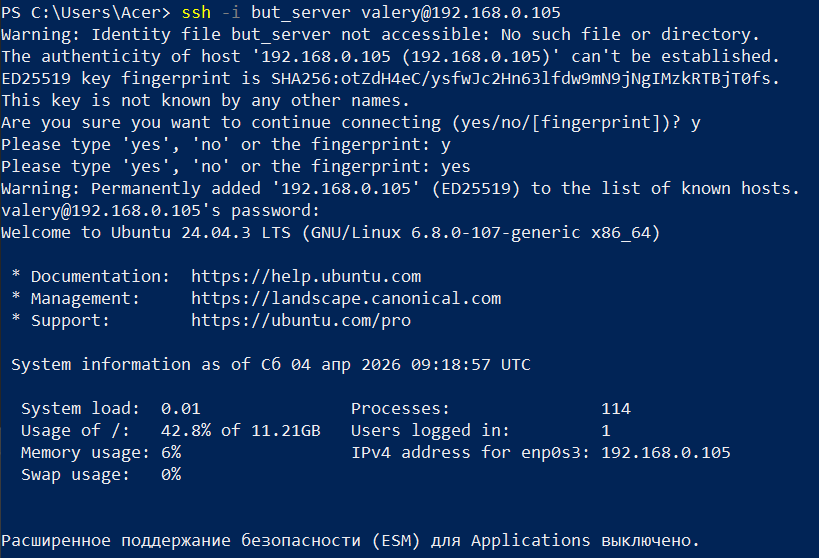 PS C:\Users\Acer> ssh -i but_server valery@192.168.0.105
Warning: Identity file but_server not accessible: No such file or directory.
The authenticity of host '192.168.0.105 (192.168.0.105)' can't be established.
ED25519 key fingerprint is SHA256:otZdH4eC/ysfwJc2Hn63lfdw9mN9jNgIMzkRTBjT0fs.
This key is not known by any other names.
Are you sure you want to continue connecting (yes/no/[fingerprint])? y
Please type 'yes', 'no' or the fingerprint: y
Please type 'yes', 'no' or the fingerprint: yes
Warning: Permanently added '192.168.0.105' (ED25519) to the list of known hosts.
valery@192.168.0.105's password:
Welcome to Ubuntu 24.04.3 LTS (GNU/Linux 6.8.0-107-generic x86_64)
* Documentation:  https://help.ubuntu.com
* Management:     https://landscape.canonical.com
* Support:        https://ubuntu.com/pro
System information as of Сб 04 апр 2026 09:18:57 UTC
System load:  0.01               Processes:               114
Usage of /:   42.8% of 11.21GB   Users logged in:         1
Memory usage: 6%                 IPv4 address for enp0s3: 192.168.0.105
Swap usage:   0%
Расширенное поддержание безопасности (ESM) для Applications выключено.